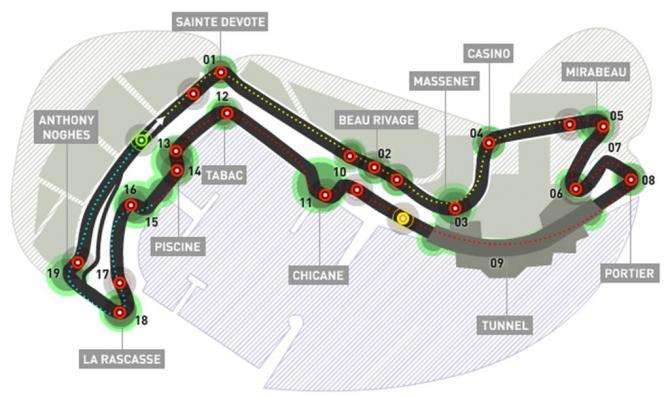 SAINTE DEVOTE
01
12
CASINO
MASSENET
MIRABEAU
04
05
ANTHONY
NOGHES
BEAU RIVAGE
02
13
14
TABAC
10
11
07
06
08
16
15
03
PISCINE
09
CHICANE
PORTIER
19
17
18
TUNNEL
LA RASCASSE